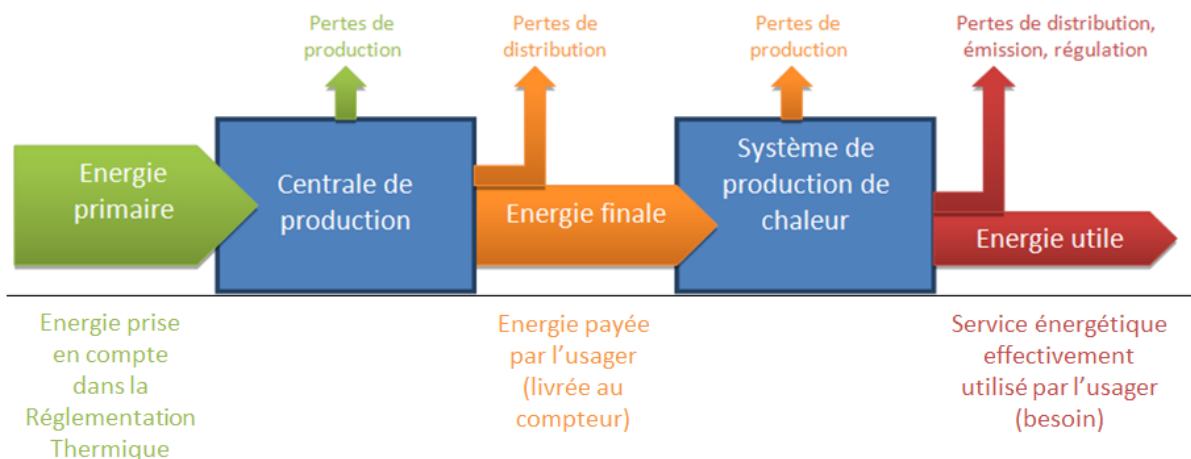 Pertes de
production
Pertes de
distribution
Pertes de
production
Pertes de distribution,
émission, régulation
Energie
primaire
Centrale de
production
Energie finale
Système de
production de
chaleur
Energie utile
Energie prise
en compte
dans la
Réglementation
Thermique
Energie payée
par l’usager
(livrée au
compteur)
Service énergétique
effectivement
utilisé par l’usager
(besoin)